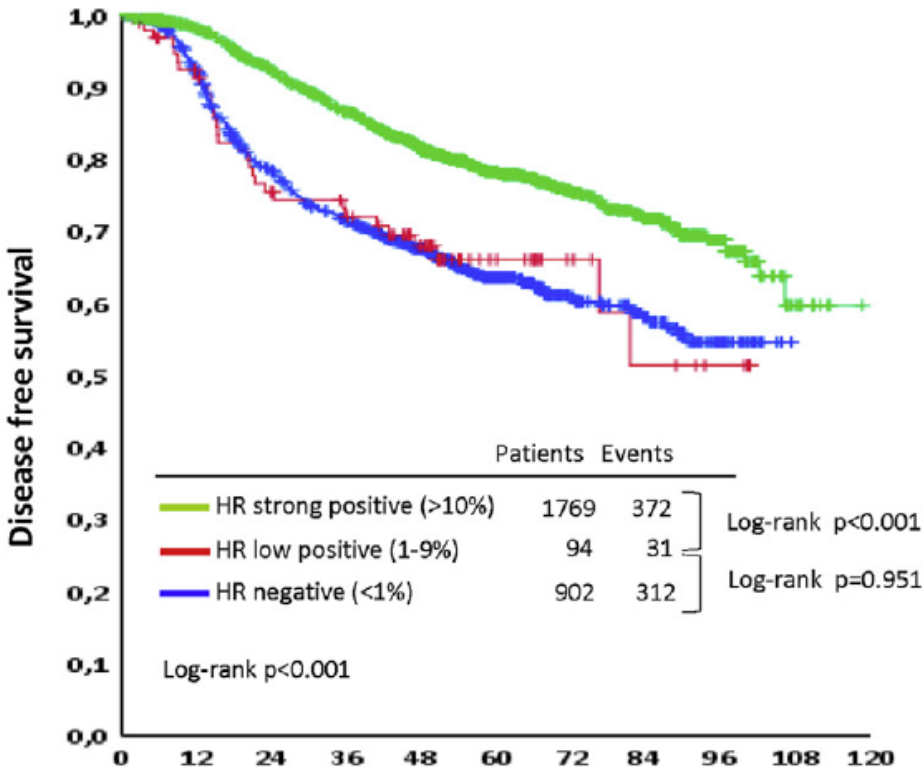 1,0
0,9
0,8
0,7
0,6
0,5
0,4
0,3
0,2
0,1
0,0
Disease free survival
Patients Events
HR strong positive (>10%) 1769 372
HR low positive (1-9%) 94 31
HR negative (<1%) 902 312
Log-rank p<0.001
Log-rank p=0.951
Log-rank p<0.001
0 12 24 36 48 60 72 84 96 108 120